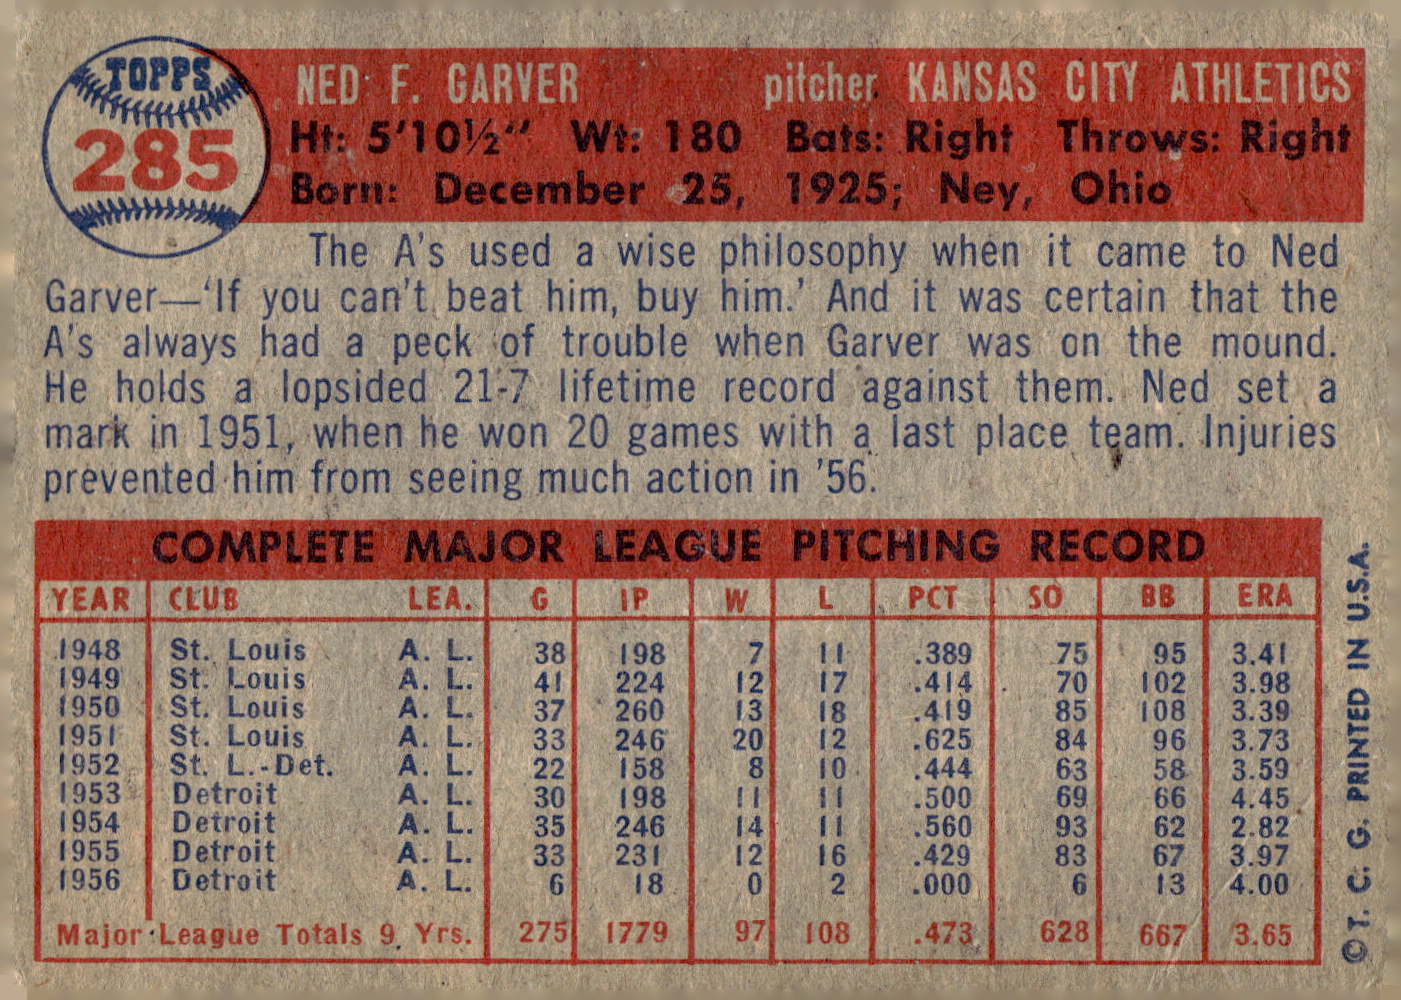 TOPPS
285
NED F. GARVER pitcher KANSAS CITY ATHLETICS
Ht: 5'10½" Wt: 180 Bats: Right Throws: Right
Born: December 25, 1925; Ney, Ohio
The A's used a wise philosophy when it came to Ned
Garver—'If you can't beat him, buy him.' And it was certain that the
A's always had a peck of trouble when Garver was on the mound.
He holds a lopsided 21-7 lifetime record against them. Ned set a
mark in 1951, when he won 20 games with a last place team. Injuries
prevented him from seeing much action in '56.
COMPLETE MAJOR LEAGUE PITCHING RECORD
YEAR CLUB LEA. G IP W L PCT SO BB ERA
1948 St. Louis A. L. 38 198 7 11 .389 75 95 3.41
1949 St. Louis A. L. 41 224 12 17 .414 70 102 3.98
1950 St. Louis A. L. 37 260 13 18 .419 85 108 3.39
1951 St. Louis A. L. 33 246 20 12 .625 84 96 3.73
1952 St. L.-Det. A. L. 22 158 8 10 .444 63 58 3.59
1953 Detroit A. L. 30 198 11 11 .500 69 66 4.45
1954 Detroit A. L. 35 246 14 11 .560 93 62 2.82
1955 Detroit A. L. 33 231 12 16 .429 83 67 3.97
1956 Detroit A. L. 6 18 0 2 .000 6 13 4.00
Major League Totals 9 Yrs. 275 1779 97 108 .473 628 667 3.65
© T. C. G. PRINTED IN U.S.A.